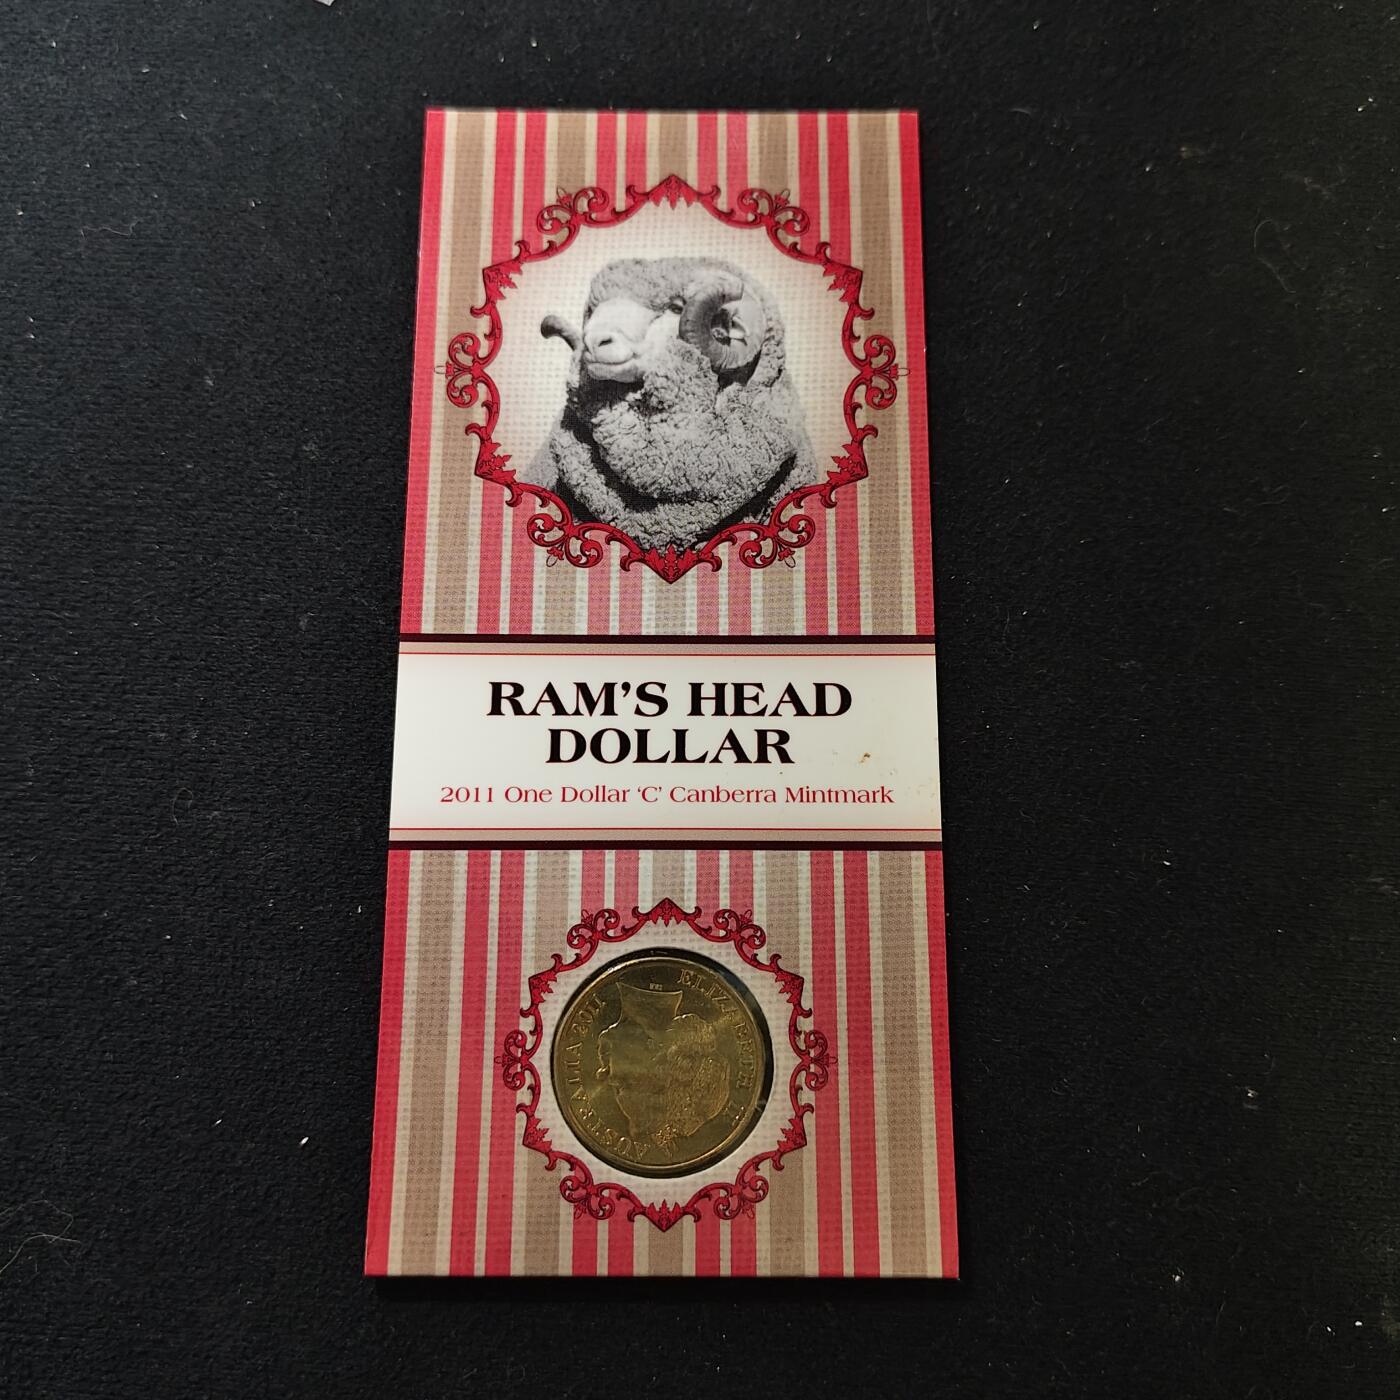 RAM'S HEAD
DOLLAR
2011 One Dollar 'C' Canberra Mintmark
ELIZABETH II
AUSTRALIA 2011